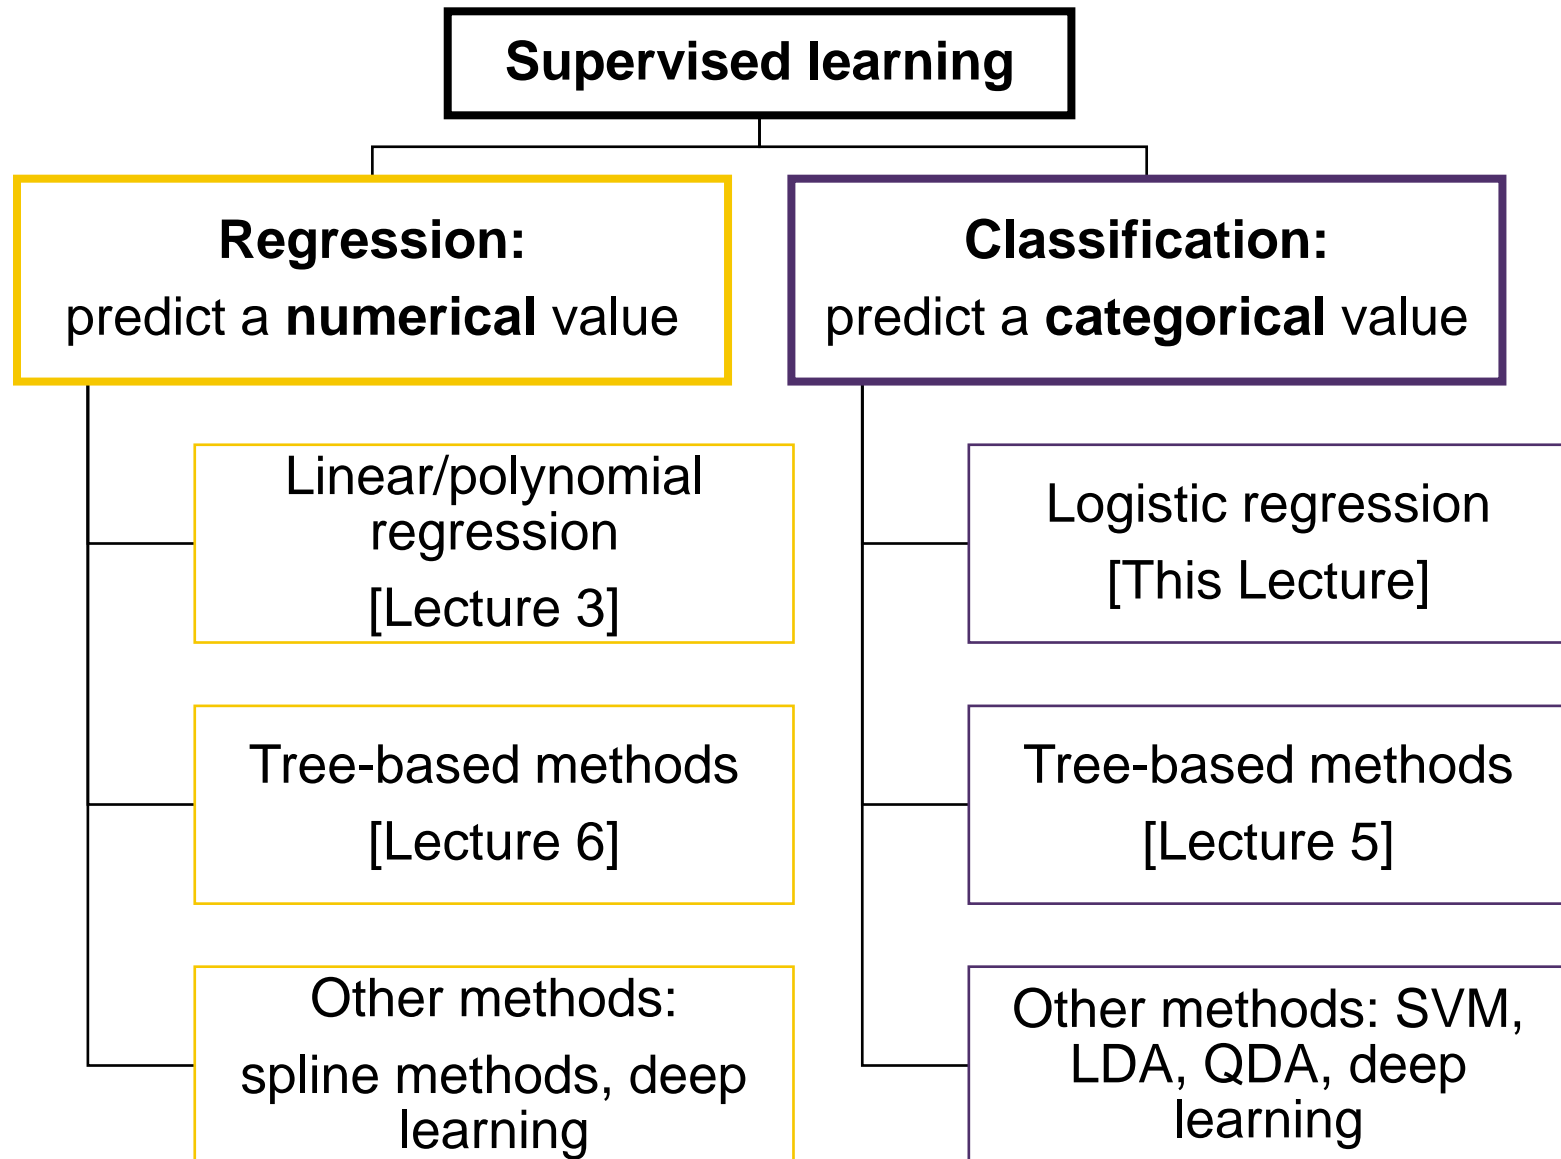 Supervised learning
Regression:
predict a numerical value
Classification:
predict a categorical value
Linear/polynomial
regression
[Lecture 3]
Logistic regression
[This Lecture]
Tree-based methods
[Lecture 6]
Tree-based methods
[Lecture 5]
Other methods:
spline methods, deep
learning
Other methods: SVM,
LDA, QDA, deep
learning